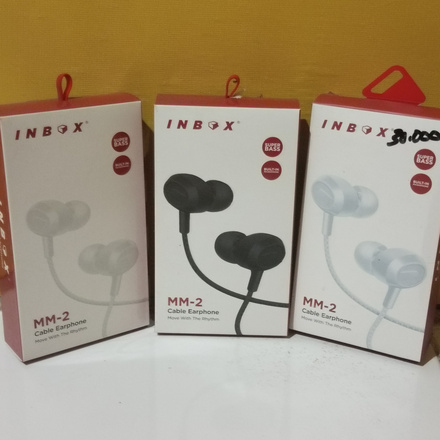 INBOX
INBOX®
SUPER
BASS
BUILT-IN
MM-2
Cable Earphone
Move With The Rhythm
INBOX®
SUPER
BASS
BUILT-IN
MM-2
Cable Earphone
Move With The Rhythm
INBOX
SUPER
BASS
BUILT-IN
MM-2
Cable Earphone
Move With The Rhythm